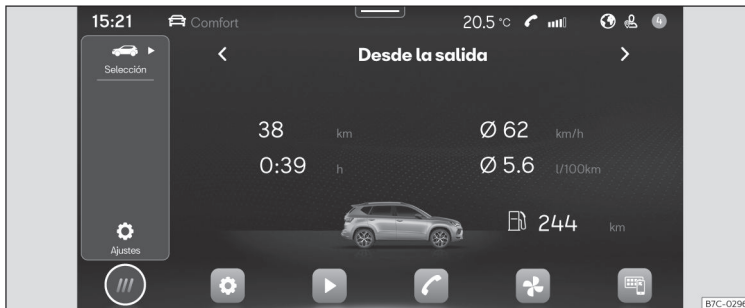 15:21 Comfort 20.5 °C 4
Selección
Desde la salida
38 km Ø 62 km/h
0:39 h Ø 5.6 l/100km
244 km
Ajustes
B7C-0296